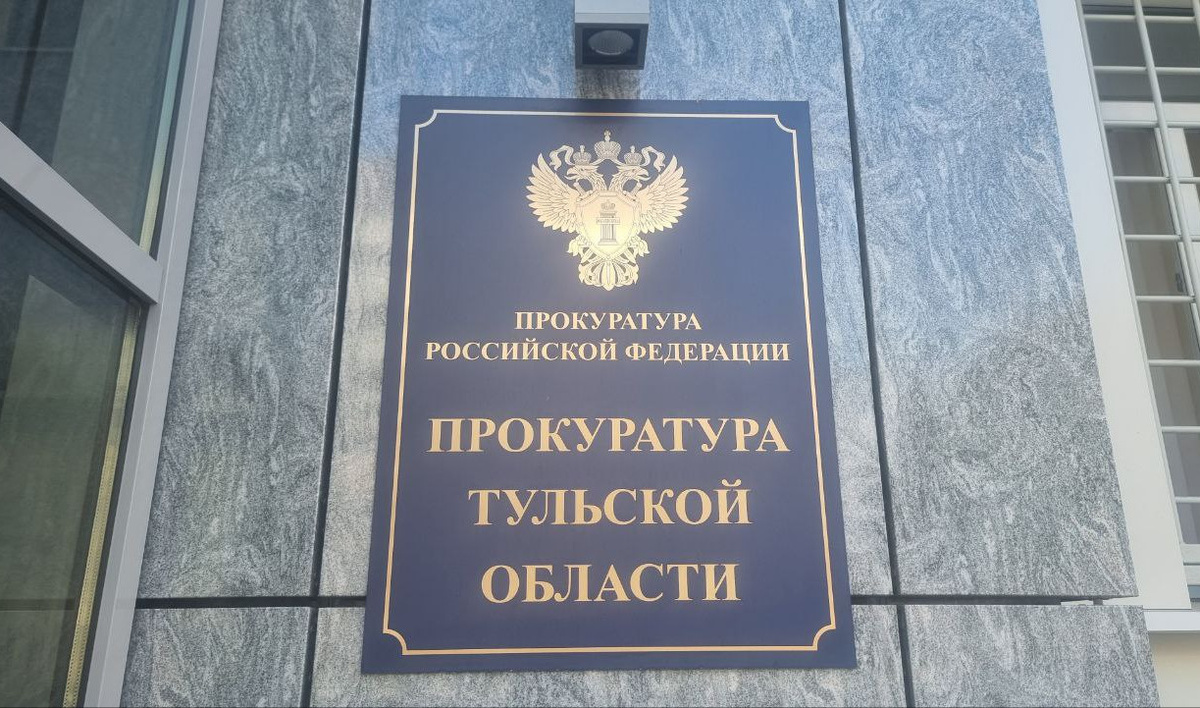 ПРОКУРАТУРА
РОССИЙСКОЙ ФЕДЕРАЦИИ
ПРОКУРАТУРА
ТУЛЬСКОЙ
ОБЛАСТИ